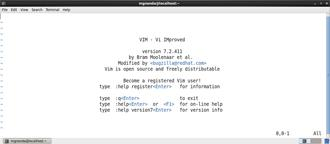 mgronda@localhost:~
File Edit View Search Terminal Help
VIM - Vi IMproved
version 7.2.411
by Bram Moolenaar et al.
Modified by <bugzilla@redhat.com>
Vim is open source and freely distributable
Become a registered Vim user!
type :help register<Enter> for information
type :q<Enter> to exit
type :help<Enter> or <F1> for on-line help
type :help version7<Enter> for version info
0,0-1 All